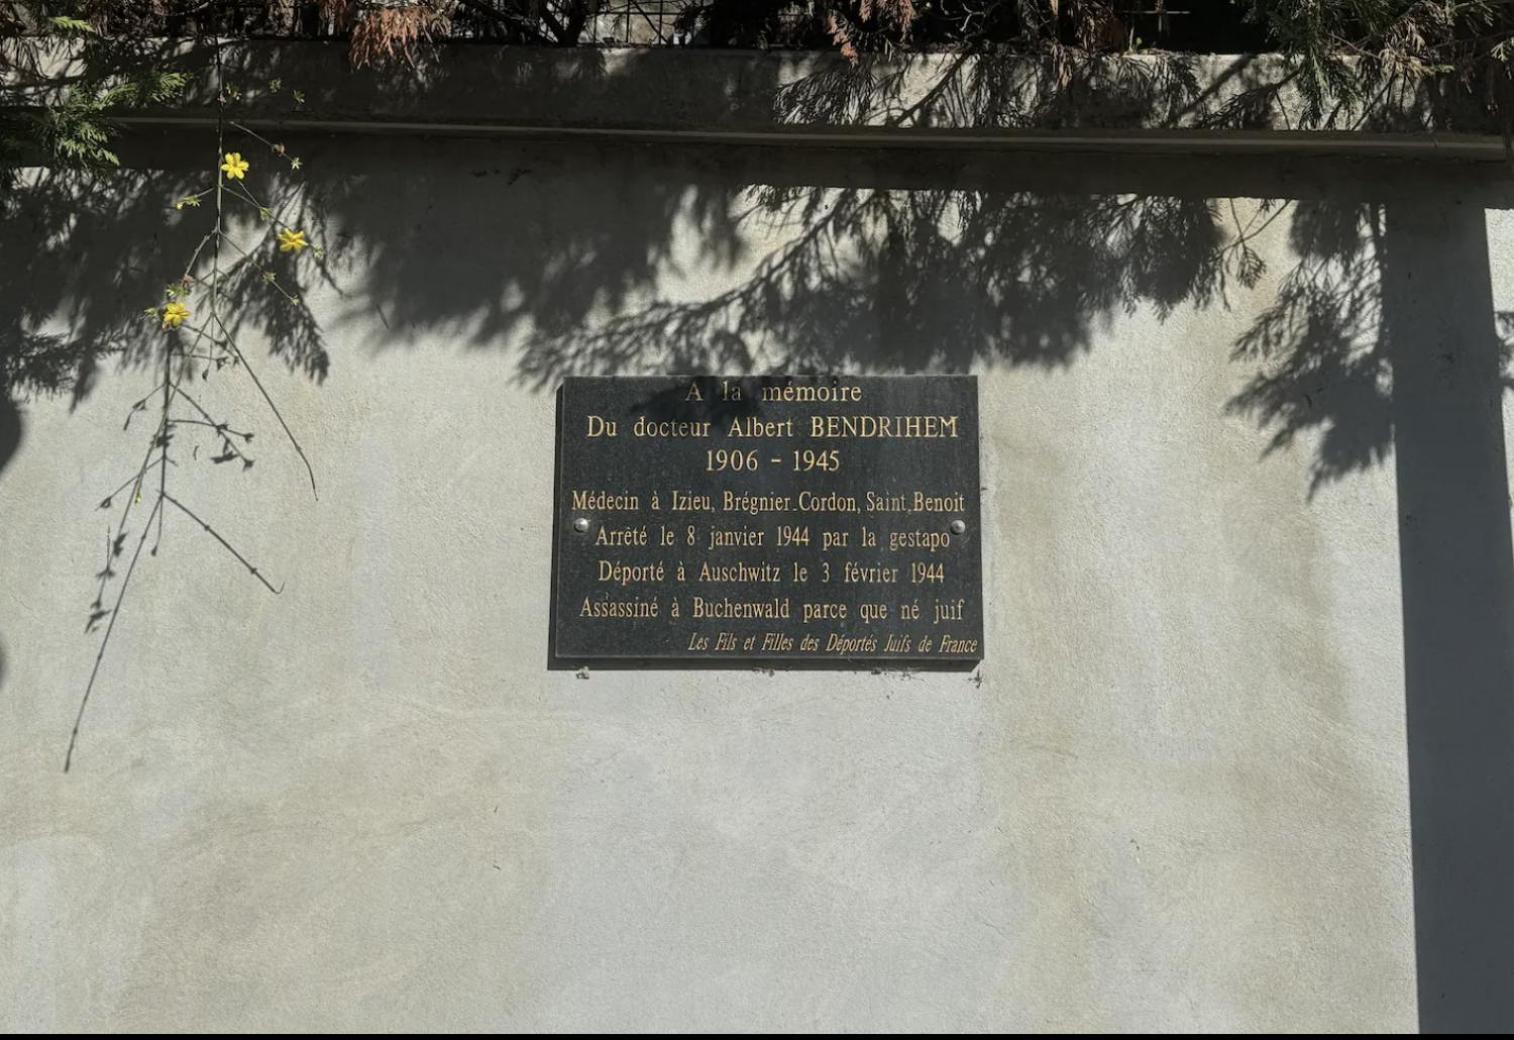 A la mémoire
Du docteur Albert BENDRIHEM
1906 - 1945
Médecin à Izieu, Brégnier-Cordon, Saint-Benoit
Arrêté le 8 janvier 1944 par la gestapo
Déporté à Auschwitz le 3 février 1944
Assassiné à Buchenwald parce que né juif
Les Fils et Filles des Déportés Juifs de France